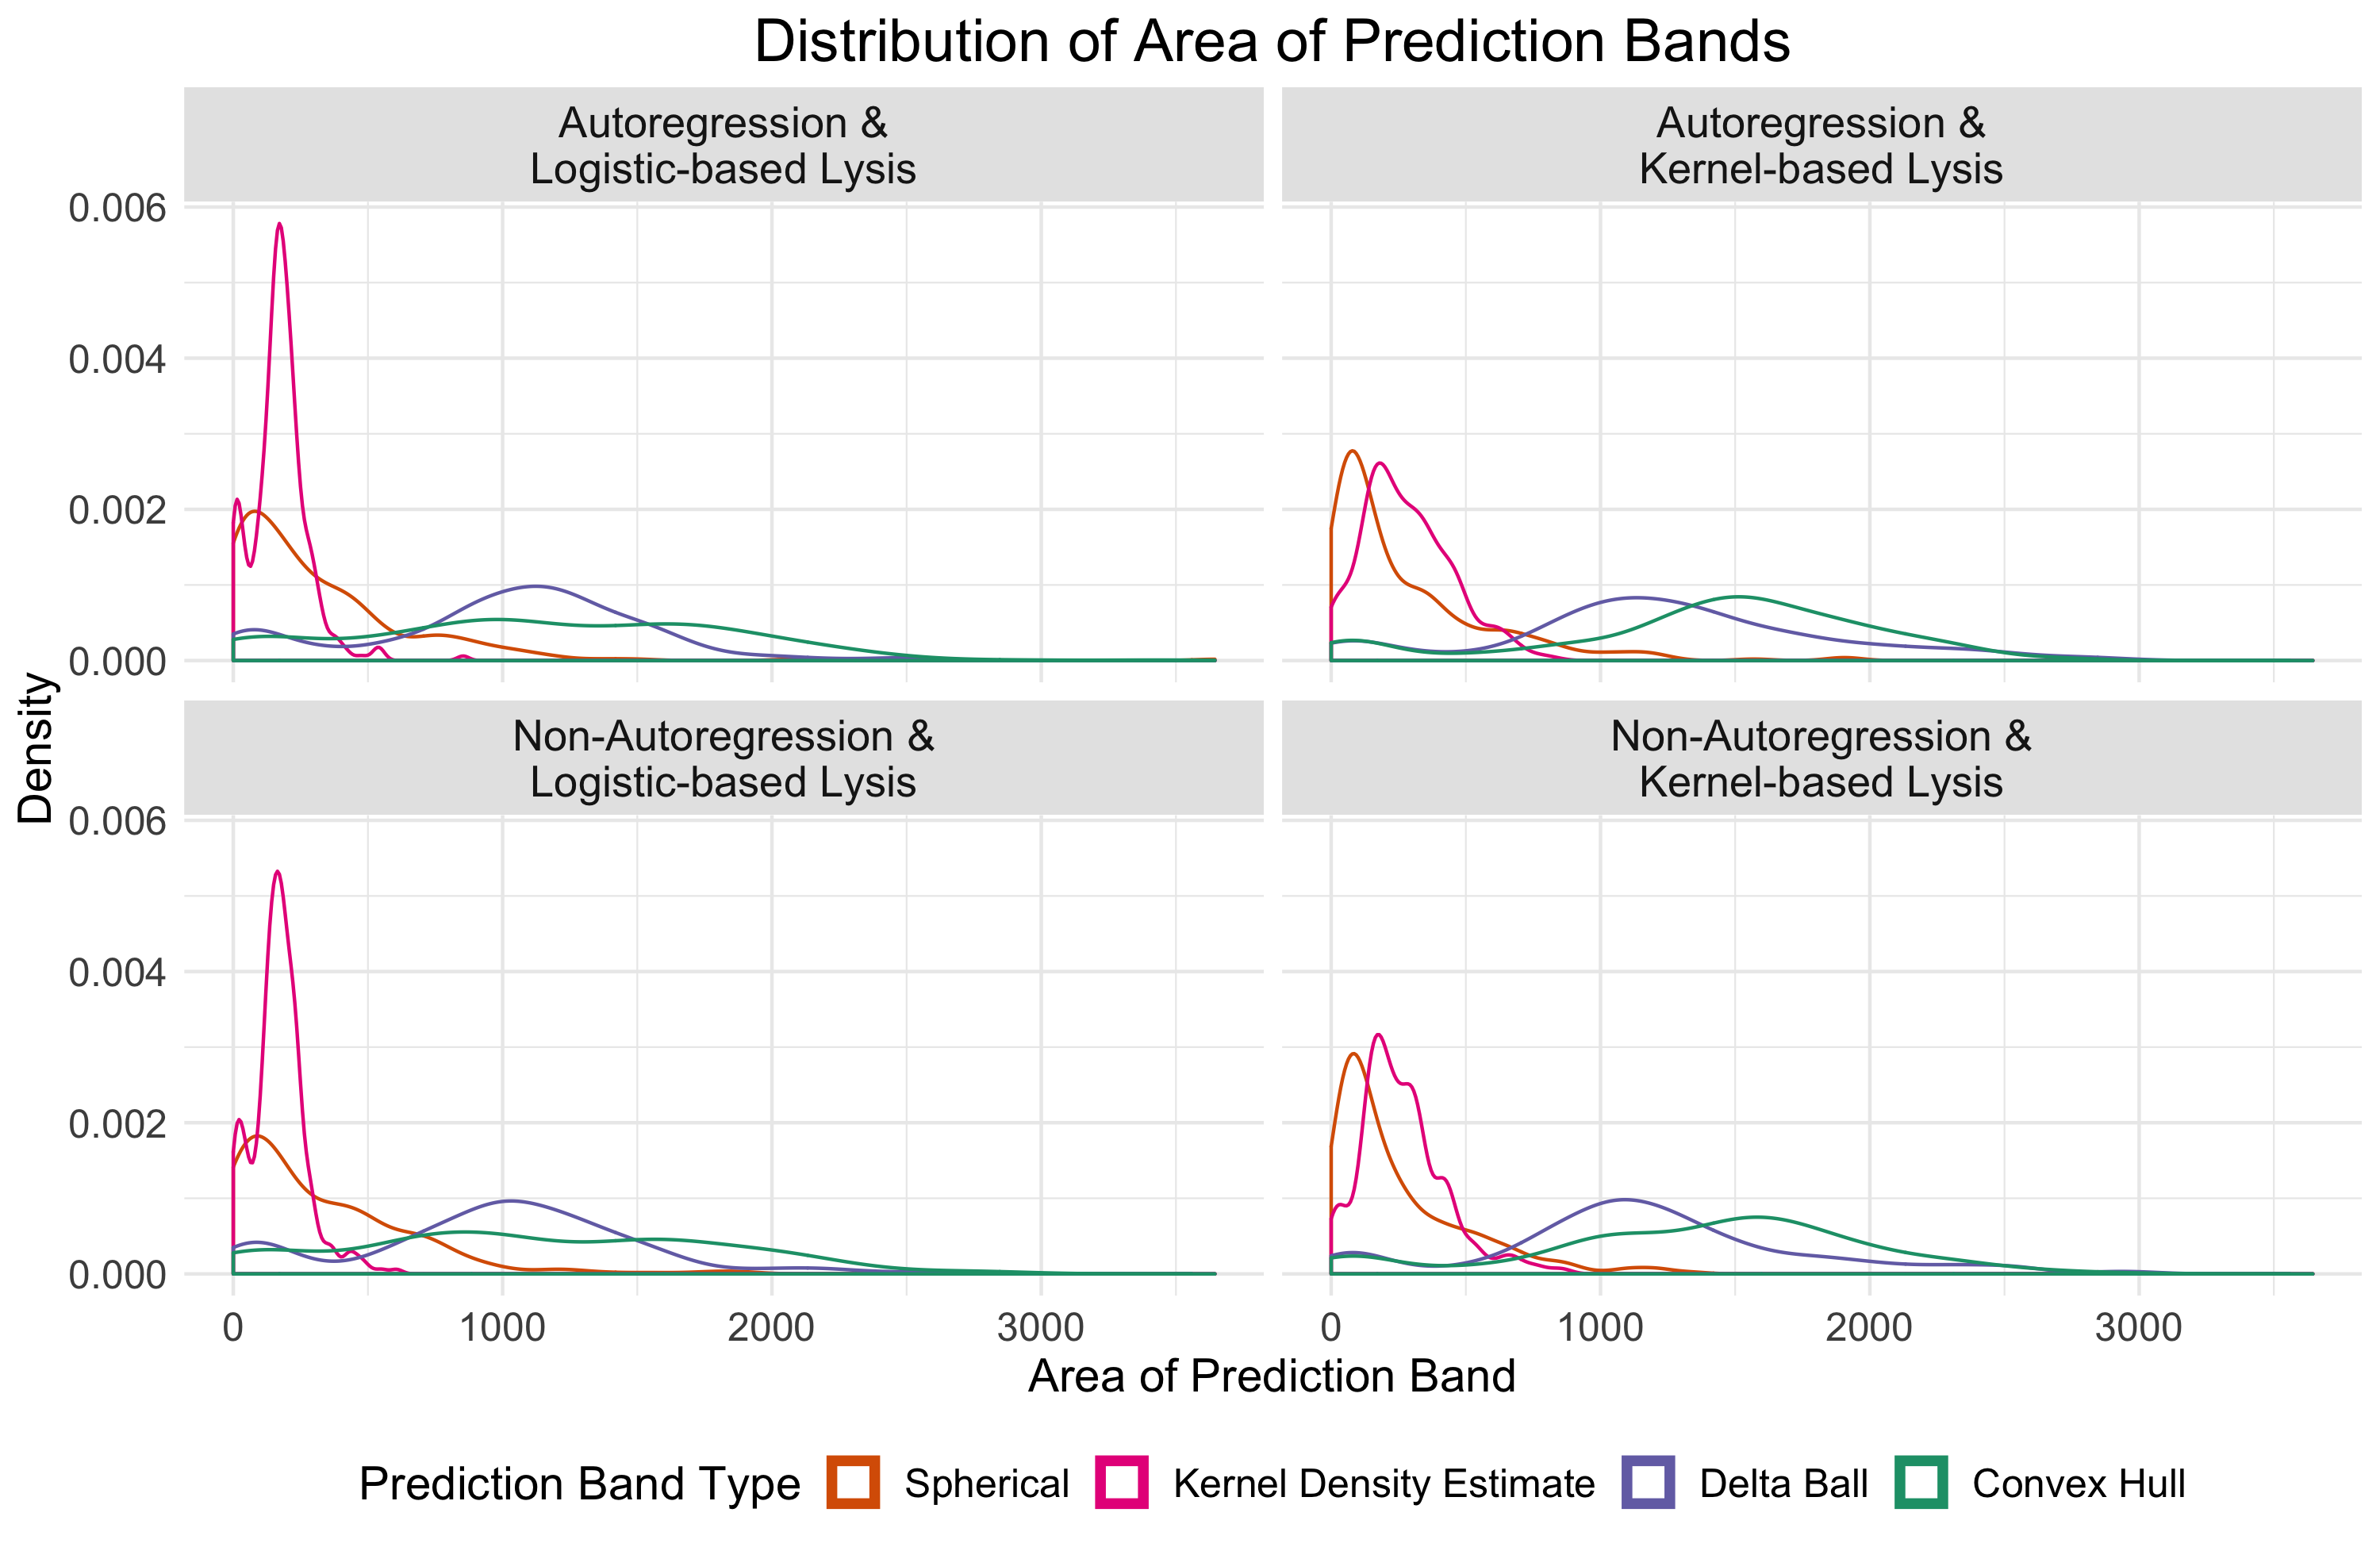 Distribution of Area of Prediction Bands
Autoregression &
Logistic-based Lysis
Autoregression &
Kernel-based Lysis
0.006
0.004
0.002
0.000
Density
Non-Autoregression &
Logistic-based Lysis
Non-Autoregression &
Kernel-based Lysis
0.006
0.004
0.002
0.000
0 1000 2000 3000 0 1000 2000 3000
Area of Prediction Band
Prediction Band Type Spherical Kernel Density Estimate Delta Ball Convex Hull